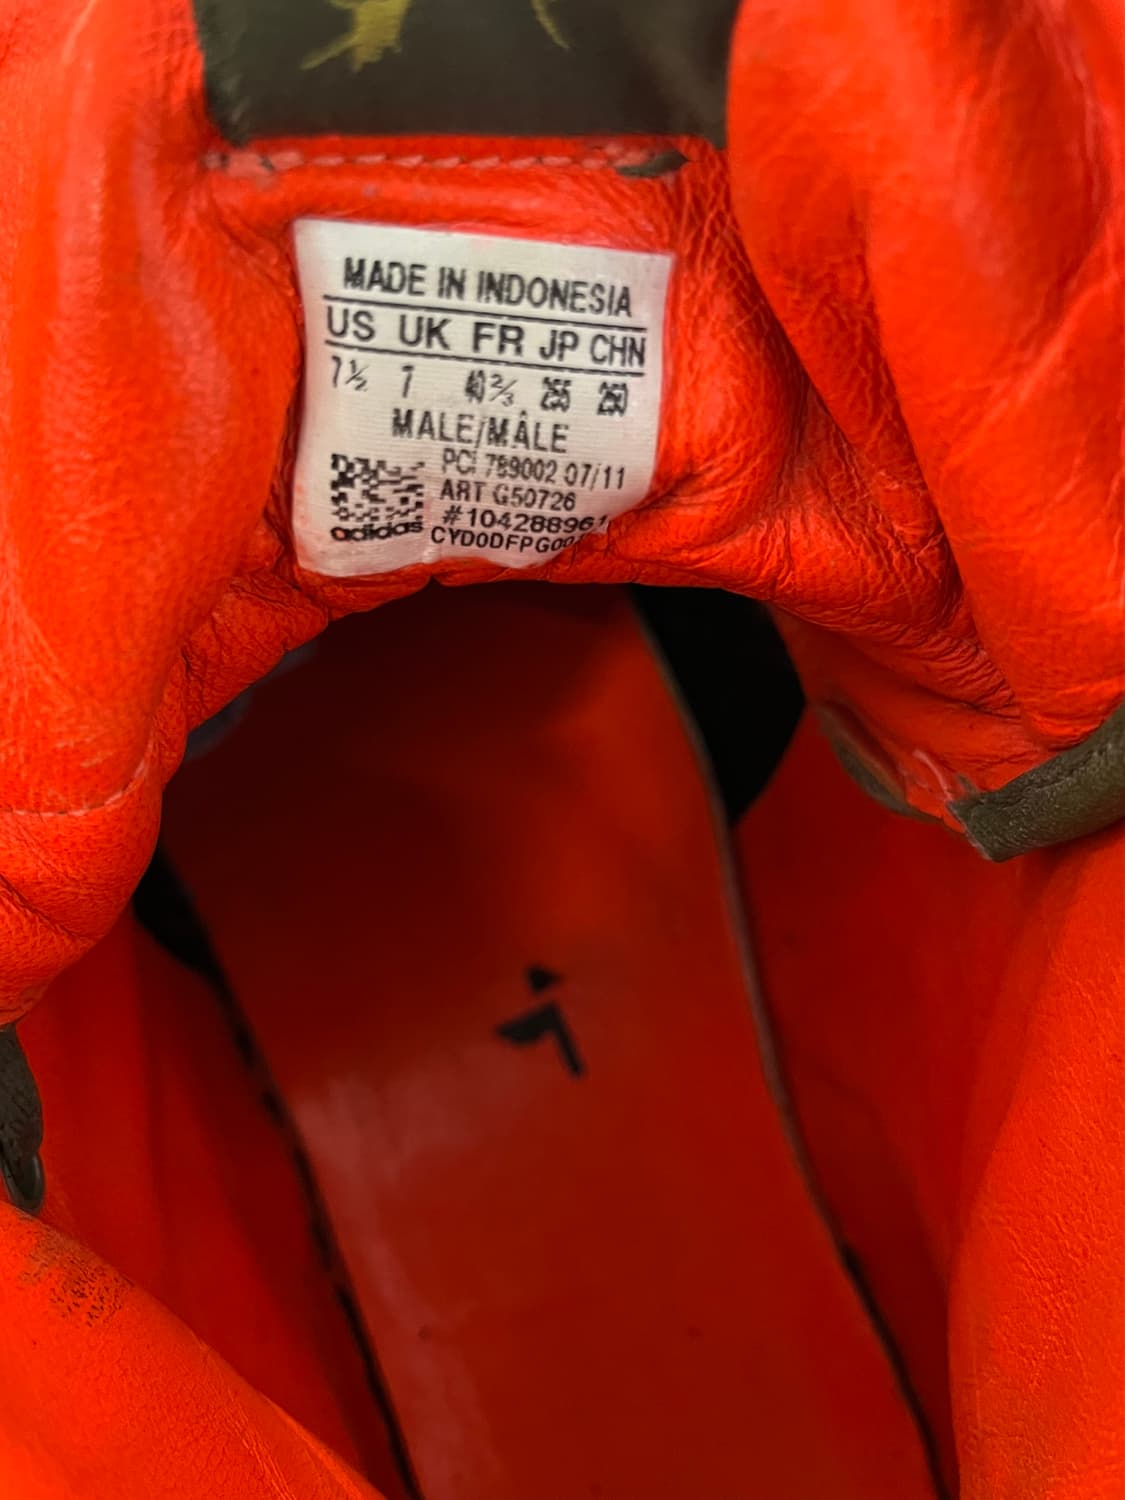 MADE IN INDONESIA
US UK FR JP CHN
7½ 7 40⅔ 255 250
MALE/MÂLE
PCI 789002 07/11
ART G50726
adidas